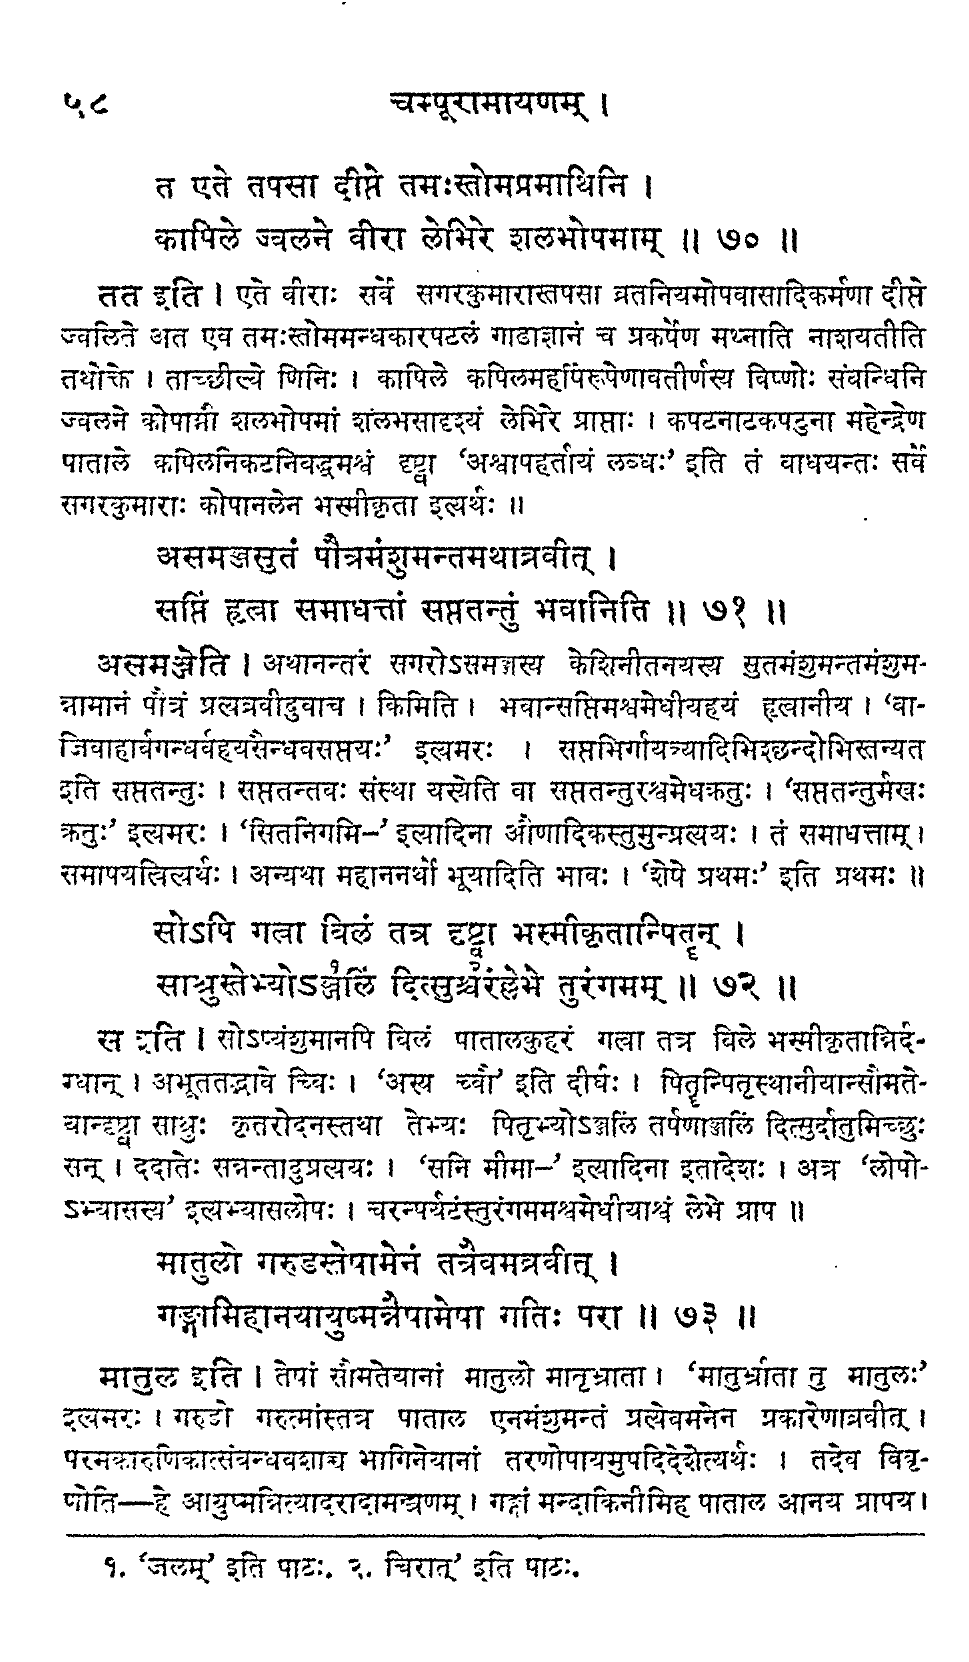 ५८ चम्पूरामायणम् ।
त एते तपसा दीप्ते तमःस्तोमप्रमाथिनि ।
कापिले ज्वलने वीरा लेभिरे शलभोपमाम् ॥ ७० ॥
तत इति । एते वीराः सर्वे सगरकुमारास्तपसा व्रतनियमोपवासादिकर्मणा दीप्ते
ज्वलिते अत एव तमःस्तोममन्धकारपटलं गाढाज्ञानं च प्रकर्षेण मथ्नाति नाशयतीति
तथोक्ते । ताच्छील्ये णिनिः । कापिले कपिलमहर्षिरूपेणावतीर्णस्य विष्णोः संबन्धिनि
ज्वलने कोपाग्नौ शलभोपमां शलभसादृश्यं लेभिरे प्राप्ताः । कपटनाटकपटुना महेन्द्रेण
पाताले कपिलनिकटनिबद्धमश्वं दृष्ट्वा ‘अश्वापहर्तायं लब्धः’ इति तं बाधयन्तः सर्वे
सगरकुमाराः कोपानलेन भस्मीकृता इत्यर्थः ॥
असमञ्जसुतं पौत्रमंशुमन्तमथाब्रवीत् ।
सप्तिं हृत्वा समाधत्तां सप्ततन्तुं भवानिति ॥ ७१ ॥
असमञ्जेति । अथानन्तरं सगरोऽसमञ्जस्य केशिनीतनयस्य सुतमंशुमन्तमंशुम-
न्नामानं पौत्रं प्रत्यब्रवीदुवाच । किमिति । भवान्सप्तिमश्वमेधीयहयं हृत्वानीय । ‘वा-
जिवाहार्वगन्धर्वहयसैन्धवसप्तयः’ इत्यमरः । सप्तभिर्गायत्र्यादिभिश्छन्दोभिस्तन्यत
इति सप्ततन्तुः । सप्ततन्तवः संस्था यस्येति वा सप्ततन्तुरश्वमेधक्रतुः । ‘सप्ततन्तुर्मखः
क्रतुः’ इत्यमरः । ‘सितनिगमि–’ इत्यादिना औणादिकस्तुमुन्प्रत्ययः । तं समाधत्ताम् ।
समापयत्वित्यर्थः । अन्यथा महाननर्थो भूयादिति भावः । ‘शेषे प्रथमः’ इति प्रथमः ॥
सोऽपि गत्वा बिलं तत्र दृष्ट्वा भस्मीकृतान्पितॄन् ।
साश्रुस्तेभ्योऽञ्जलिं१ दित्सुश्चरंल्लेभे२ तुरंगमम् ॥ ७२ ॥
स इति । सोऽप्यंशुमानपि बिलं पातालकुहरं गत्वा तत्र बिले भस्मीकृतान्निर्द-
ग्धान् । अभूततद्भावे च्विः । ‘अस्य च्वौ’ इति दीर्घः । पितॄन्पितृस्थानीयान्सौमते-
यान्दृष्ट्वा साश्रुः कृतरोदनस्तथा तेभ्यः पितृभ्योऽञ्जलिं तर्पणाञ्जलिं दित्सुर्दातुमिच्छुः
सन् । ददातेः सन्नन्तादुप्रत्ययः । ‘सनि मीमा–’ इत्यादिना इतादेशः । अत्र ‘लोपो-
ऽभ्यासस्य’ इत्यभ्यासलोपः । चरन्पर्यटंस्तुरंगममश्वमेधीयाश्वं लेभे प्राप ॥
मातुलो गरुडस्तेषामेनं तत्रैवमब्रवीत् ।
गङ्गामिहानयायुष्मन्नैषामेषा गतिः परा ॥ ७३ ॥
मातुल इति । तेषां सौमतेयानां मातुलो मातृभ्राता । ‘मातुर्भ्राता तु मातुलः’
इत्यमरः । गरुडो गरुत्मांस्तत्र पाताल एनमंशुमन्तं प्रत्येवमनेन प्रकारेणाब्रवीत् ।
परमकारुणिकात्संबन्धवशाच्च भागिनेयानां तरणोपायमुपदिदेशेत्यर्थः । तदेव विवृ-
णोति—हे आयुष्मन्नित्यादरादामन्त्रणम् । गङ्गां मन्दाकिनीमिह पाताल आनय प्रापय ।
१. ‘जलम्’ इति पाठः. २. चिरात्’ इति पाठः.